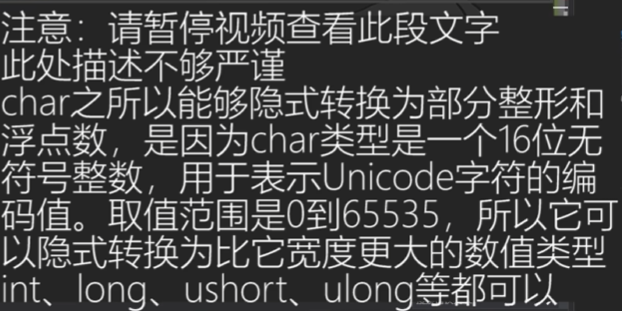 注意：请暂停视频查看此段文字
此处描述不够严谨
char之所以能够隐式转换为部分整形和
浮点数，是因为char类型是一个16位无
符号整数，用于表示Unicode字符的编
码值。取值范围是0到65535，所以它可
以隐式转换为比它宽度更大的数值类型
int、long、ushort、ulong等都可以